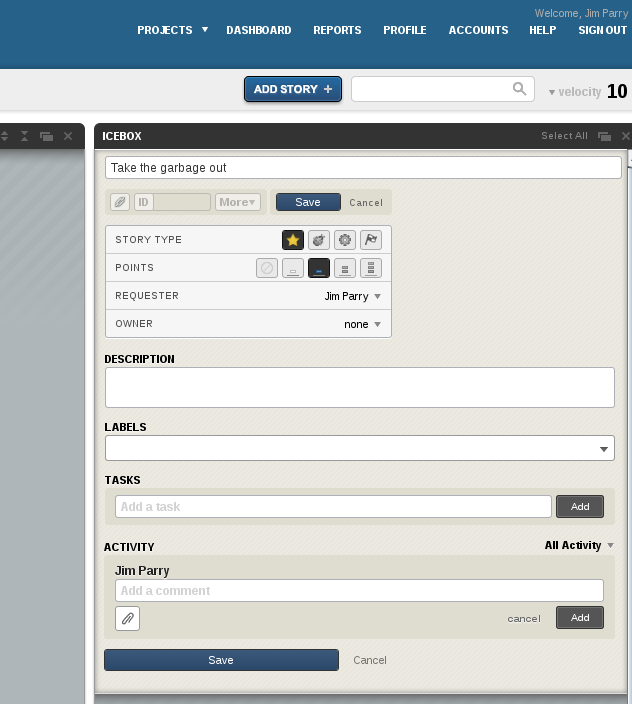 Welcome, Jim Parry
PROJECTS DASHBOARD REPORTS PROFILE ACCOUNTS HELP SIGN OUT
ADD STORY + velocity 10
ICEBOX Select All
Take the garbage out
ID More Save Cancel
STORY TYPE
POINTS
REQUESTER Jim Parry
OWNER none
DESCRIPTION
LABELS
TASKS
Add a task Add
ACTIVITY All Activity
Jim Parry
Add a comment
cancel Add
Save Cancel